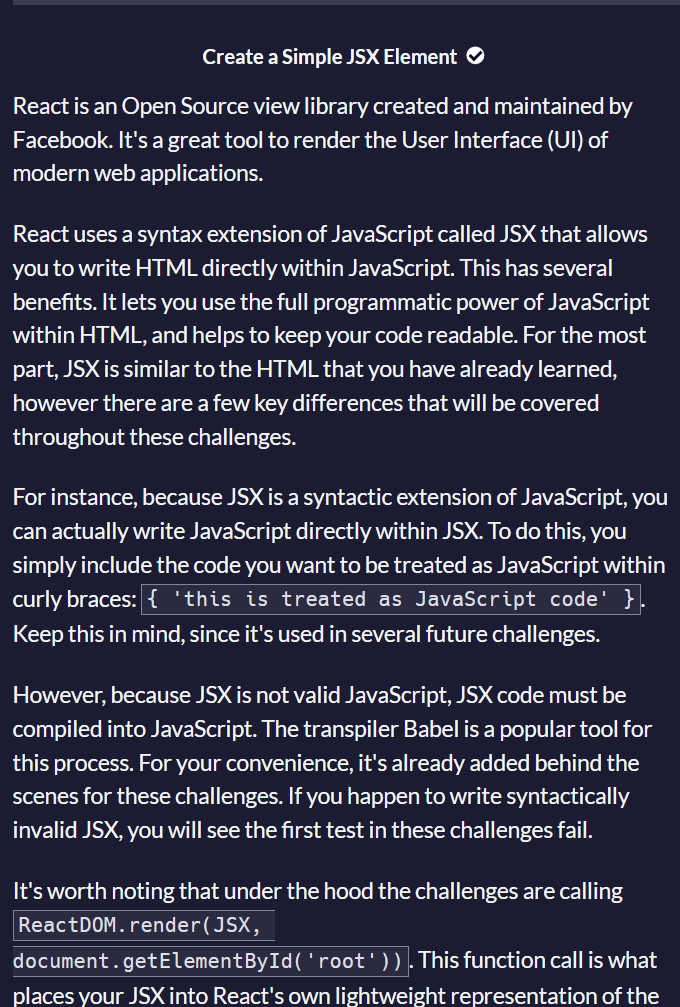 Create a Simple JSX Element
React is an Open Source view library created and maintained by
Facebook. It's a great tool to render the User Interface (UI) of
modern web applications.
React uses a syntax extension of JavaScript called JSX that allows
you to write HTML directly within JavaScript. This has several
benefits. It lets you use the full programmatic power of JavaScript
within HTML, and helps to keep your code readable. For the most
part, JSX is similar to the HTML that you have already learned,
however there are a few key differences that will be covered
throughout these challenges.
For instance, because JSX is a syntactic extension of JavaScript, you
can actually write JavaScript directly within JSX. To do this, you
simply include the code you want to be treated as JavaScript within
curly braces: { 'this is treated as JavaScript code' }.
Keep this in mind, since it's used in several future challenges.
However, because JSX is not valid JavaScript, JSX code must be
compiled into JavaScript. The transpiler Babel is a popular tool for
this process. For your convenience, it's already added behind the
scenes for these challenges. If you happen to write syntactically
invalid JSX, you will see the first test in these challenges fail.
It's worth noting that under the hood the challenges are calling
ReactDOM.render(JSX,
document.getElementById('root')). This function call is what
places your JSX into React's own lightweight representation of the